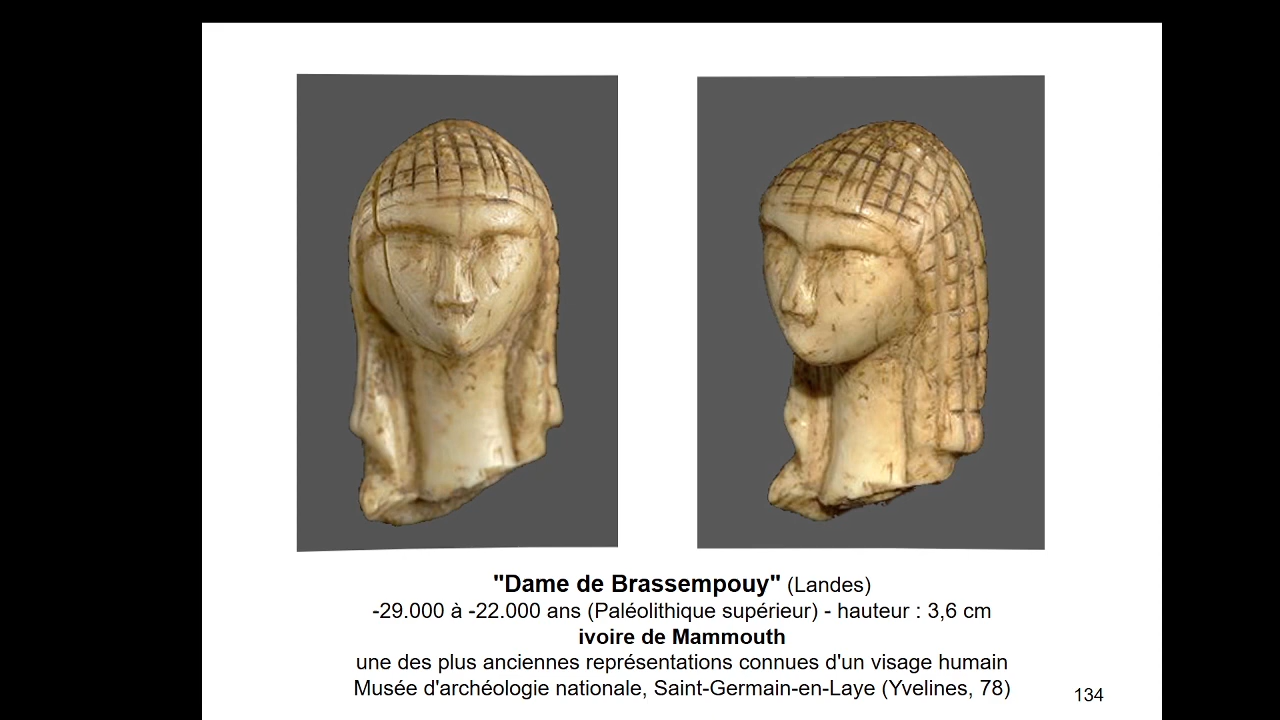 "Dame de Brassempouy" (Landes)
-29.000 à -22.000 ans (Paléolithique supérieur) - hauteur : 3,6 cm
ivoire de Mammouth
une des plus anciennes représentations connues d'un visage humain
Musée d'archéologie nationale, Saint-Germain-en-Laye (Yvelines, 78)
134